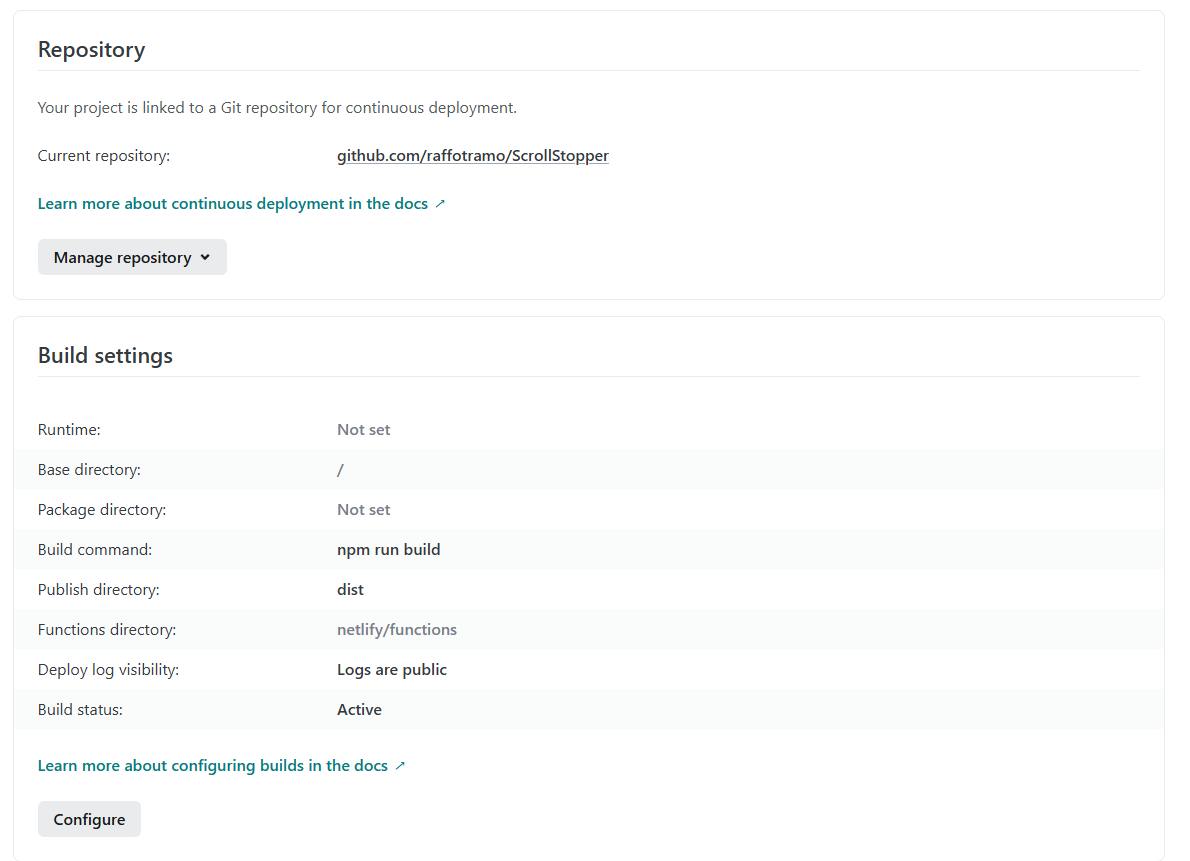 Repository
Your project is linked to a Git repository for continuous deployment.
Current repository: github.com/raffotramo/ScrollStopper
Learn more about continuous deployment in the docs ↗
Manage repository
Build settings
Runtime: Not set
Base directory: /
Package directory: Not set
Build command: npm run build
Publish directory: dist
Functions directory: netlify/functions
Deploy log visibility: Logs are public
Build status: Active
Learn more about configuring builds in the docs ↗
Configure